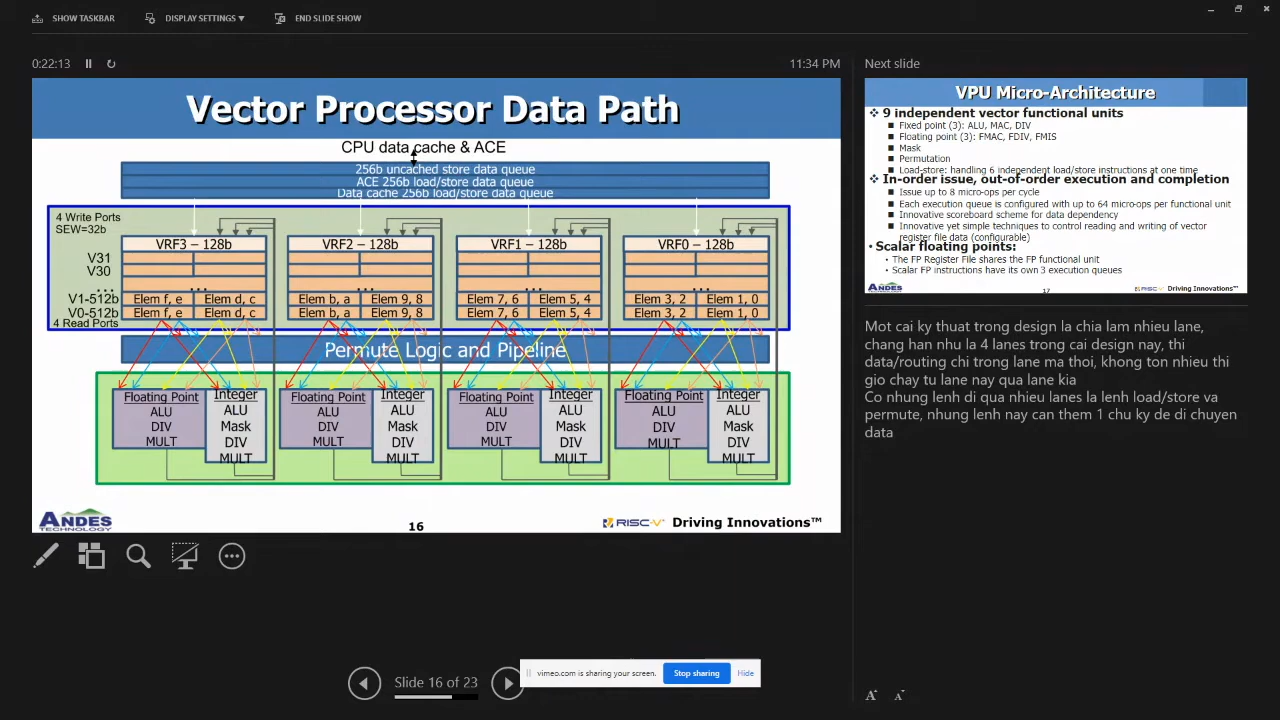 SHOW TASKBAR
DISPLAY SETTINGS ▼
END SLIDE SHOW
0:22:13
11:34 PM
Vector Processor Data Path
CPU data cache & ACE
256b uncached store data queue
ACE 256b load/store data queue
Data cache 256b load/store data queue
4 Write Ports
SEW=32b
VRF3 – 128b VRF2 – 128b VRF1 – 128b VRF0 – 128b
V31
V30
... ... ... ... ...
V1-512b Elem f, e Elem d, c Elem b, a Elem 9, 8 Elem 7, 6 Elem 5, 4 Elem 3, 2 Elem 1, 0
V0-512b Elem f, e Elem d, c Elem b, a Elem 9, 8 Elem 7, 6 Elem 5, 4 Elem 3, 2 Elem 1, 0
4 Read Ports
Permute Logic and Pipeline
Floating Point Integer Floating Point Integer Floating Point Integer Floating Point Integer
ALU ALU ALU ALU ALU ALU ALU ALU
DIV Mask DIV Mask DIV Mask DIV Mask
MULT DIV MULT DIV MULT DIV MULT DIV
MULT MULT MULT MULT
ANDES
TECHNOLOGY
16
RISC-V Driving Innovations™
Slide 16 of 23
vimeo.com is sharing your screen.
Stop sharing
Hide
Next slide
VPU Micro-Architecture
❖ 9 independent vector functional units
■ Fixed point (3): ALU, MAC, DIV
■ Floating point (3): FMAC, FDIV, FMIS
■ Mask
■ Permutation
■ Load-store: handling 6 independent load/store instructions at one time
❖ In-order issue, out-of-order execution and completion
■ Issue up to 8 micro-ops per cycle
■ Each execution queue is configured with up to 64 micro-ops per functional unit
■ Innovative scoreboard scheme for data dependency
■ Innovative yet simple techniques to control reading and writing of vector
register file data (configurable)
• Scalar floating points:
■ The FP Register File shares the FP functional unit
■ Scalar FP instructions have its own 3 execution queues
ANDES
17
RISC-V Driving Innovations™
Mot cai ky thuat trong design la chia lam nhieu lane,
chang han nhu la 4 lanes trong cai design nay, thi
data/routing chi trong lane ma thoi, khong ton nhieu thi
gio chay tu lane nay qua lane kia
Co nhung lenh di qua nhieu lanes la lenh load/store va
permute, nhung lenh nay can them 1 chu ky de di chuyen
data
A A